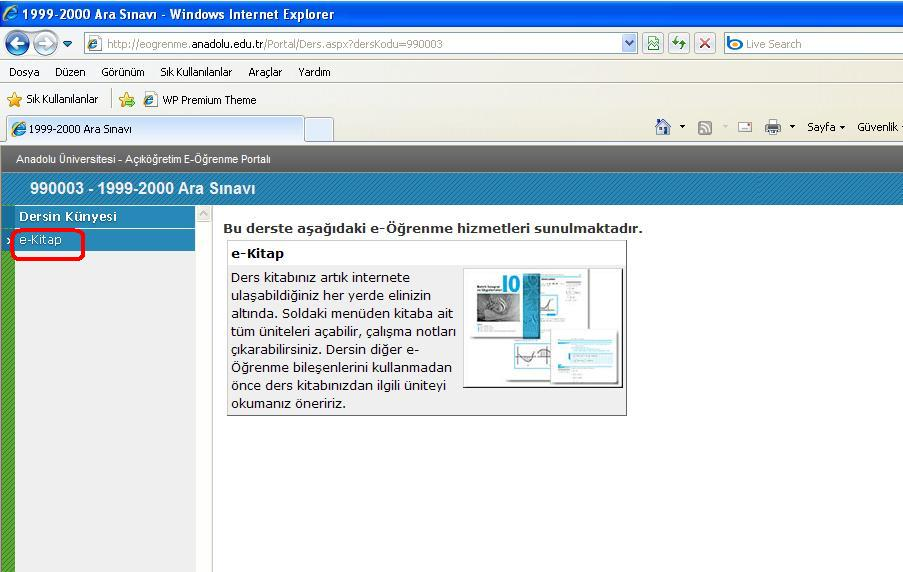 1999-2000 Ara Sınavı - Windows Internet Explorer
http://eogrenme.anadolu.edu.tr/Portal/Ders.aspx?dersKodu=990003
Live Search
Dosya Düzen Görünüm Sık Kullanılanlar Araçlar Yardım
Sık Kullanılanlar WP Premium Theme
1999-2000 Ara Sınavı
Sayfa Güvenlik
Anadolu Üniversitesi - Açıköğretim E-Öğrenme Portalı
990003 - 1999-2000 Ara Sınavı
Dersin Künyesi
e-Kitap
Bu derste aşağıdaki e-Öğrenme hizmetleri sunulmaktadır.
e-Kitap
Ders kitabınız artık internete
ulaşabildiğiniz her yerde elinizin
altında. Soldaki menüden kitaba ait
tüm üniteleri açabilir, çalışma notları
çıkarabilirsiniz. Dersin diğer e-
Öğrenme bileşenlerini kullanmadan
önce ders kitabınızdan ilgili üniteyi
okumanız öneririz.
10